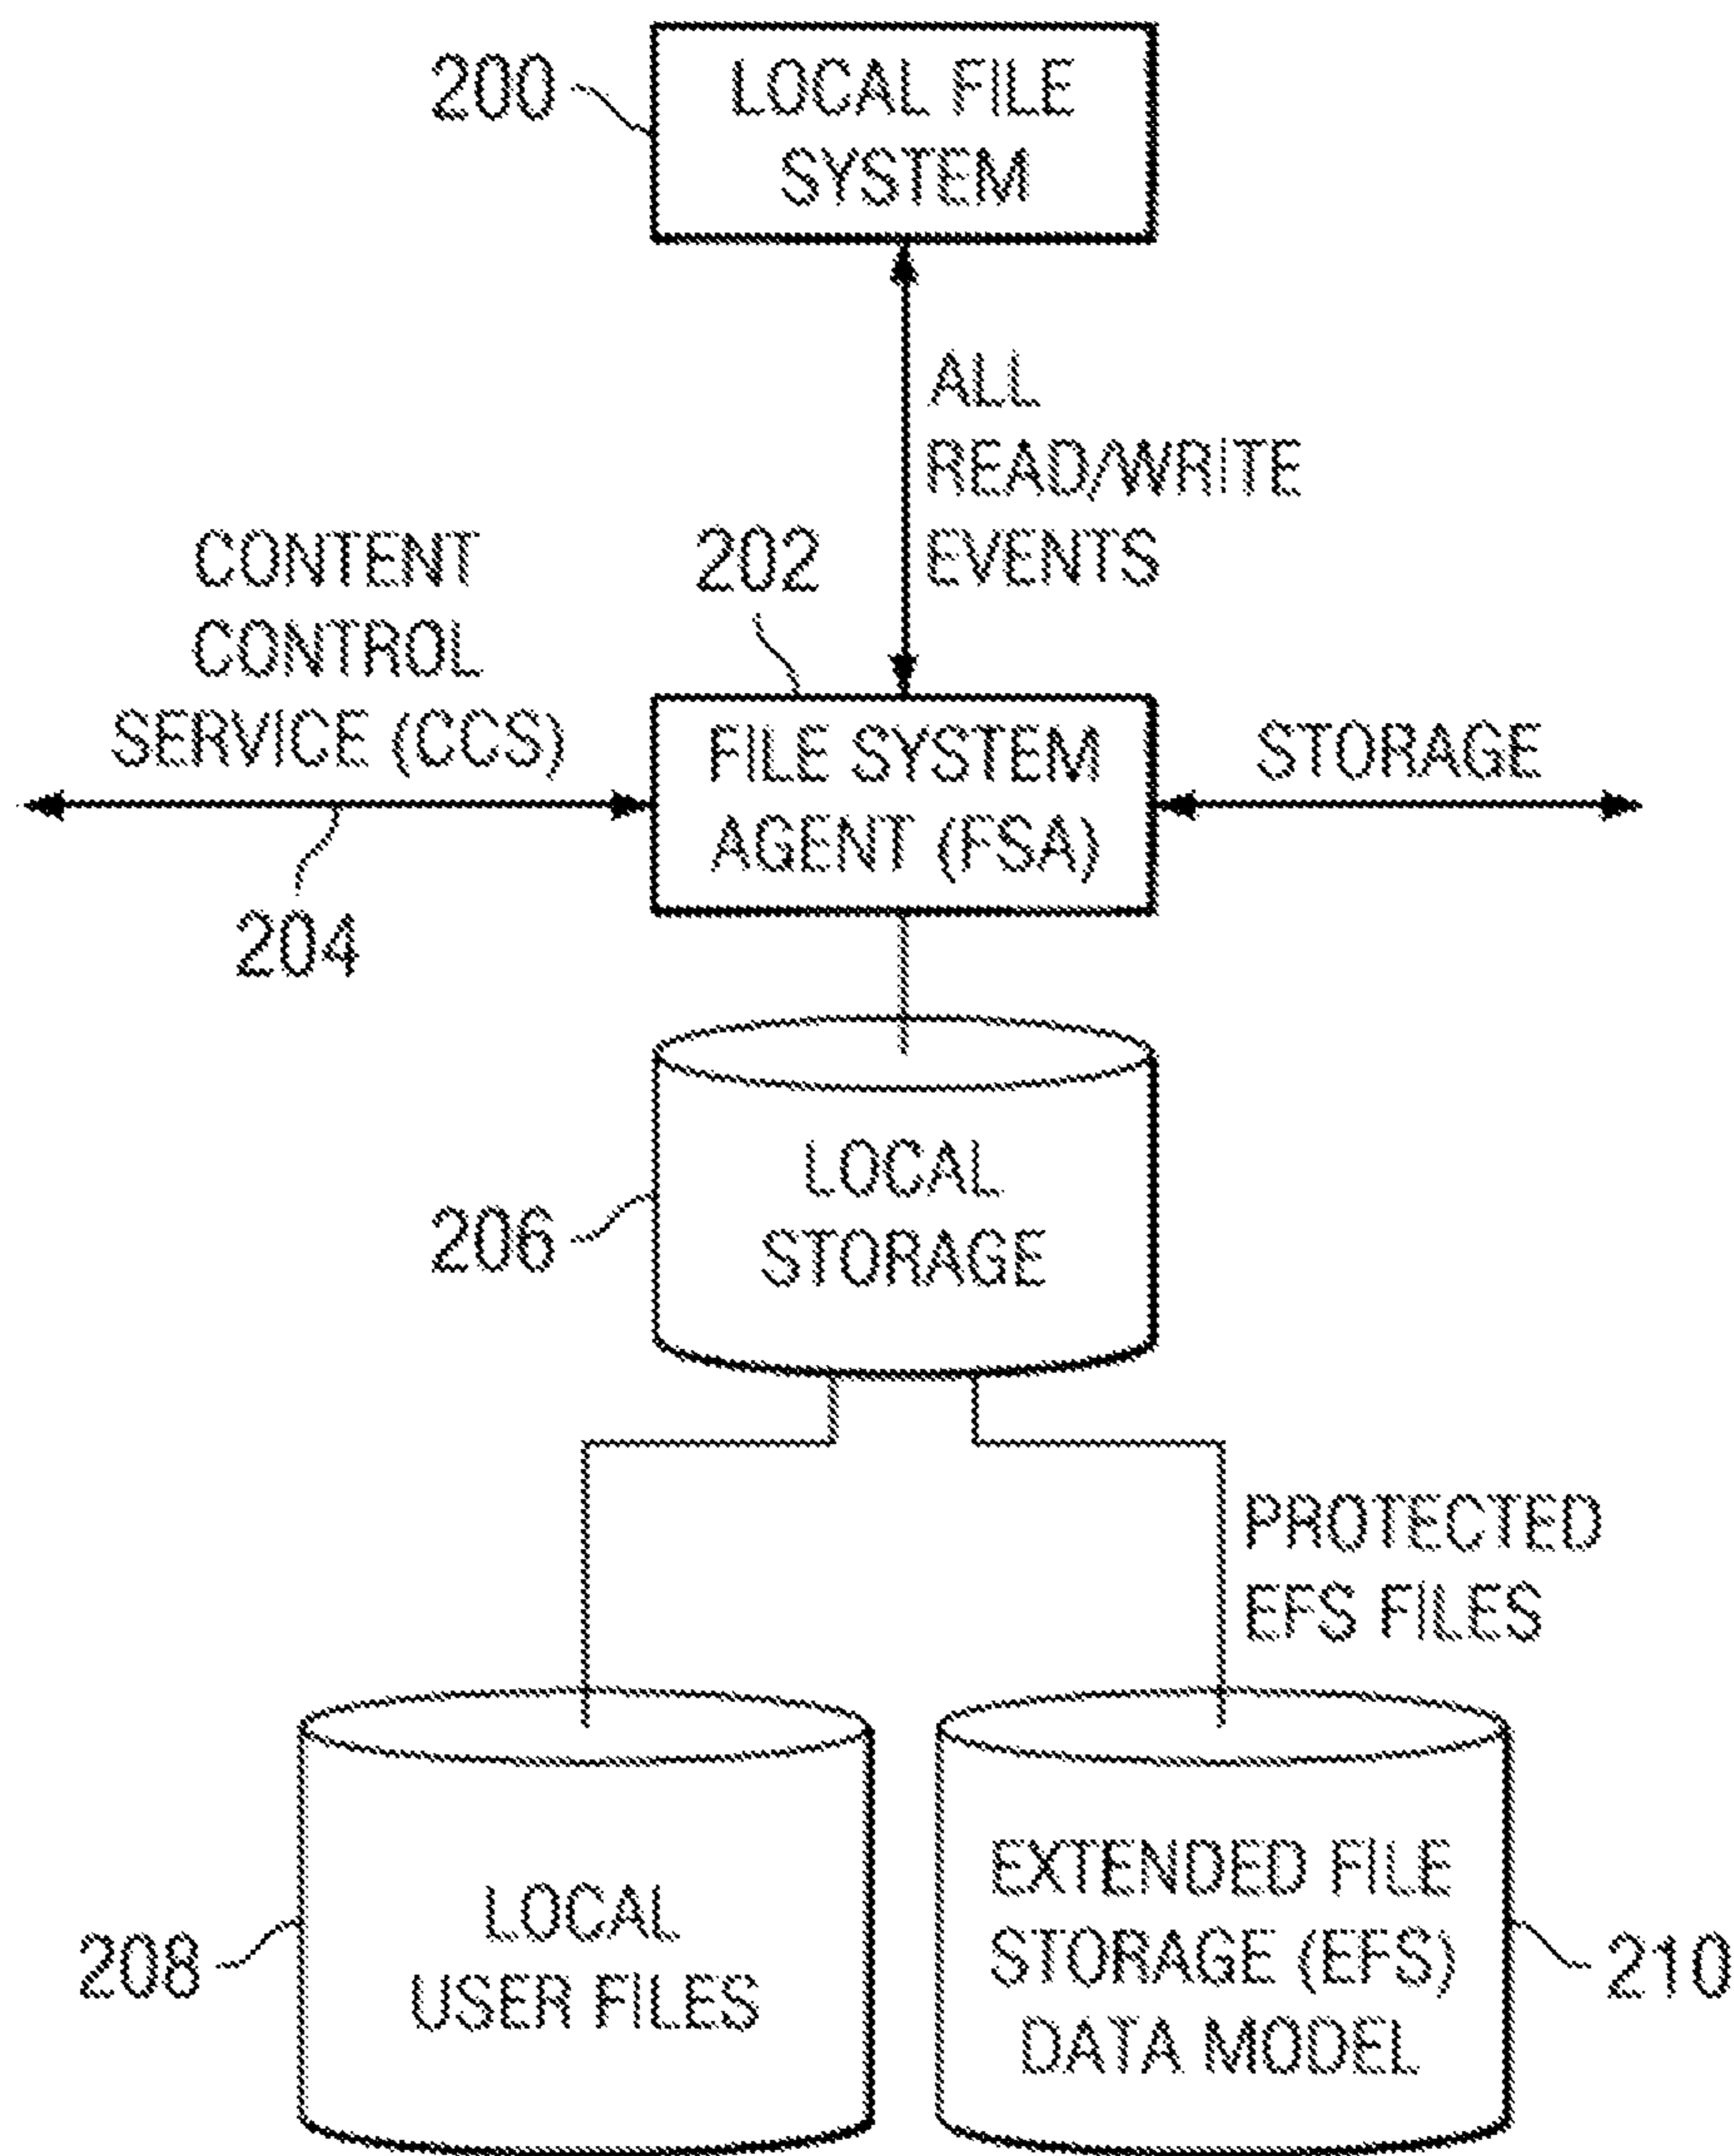 200
LOCAL FILE
SYSTEM
ALL
READ/WRITE
EVENTS
202
CONTENT
CONTROL
SERVICE (CCS)
204
FILE SYSTEM
AGENT (FSA)
STORAGE
206
LOCAL
STORAGE
PROTECTED
EFS FILES
208
LOCAL
USER FILES
EXTENDED FILE
STORAGE (EFS)
DATA MODEL
210